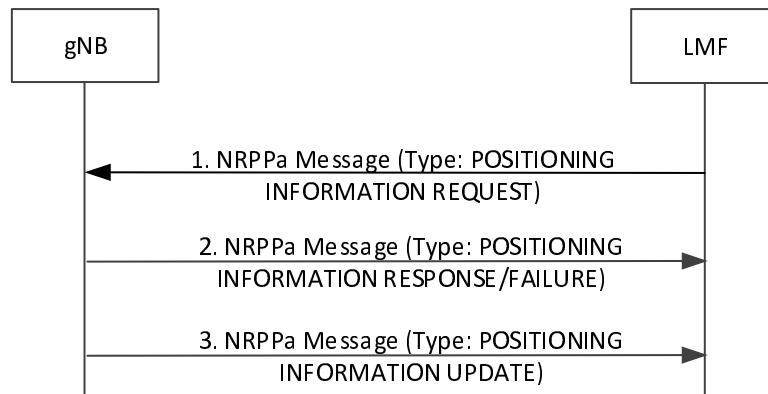 gNB
LMF
1. NRPPa Message (Type: POSITIONING
INFORMATION REQUEST)
2. NRPPa Message (Type: POSITIONING
INFORMATION RESPONSE/FAILURE)
3. NRPPa Message (Type: POSITIONING
INFORMATION UPDATE)